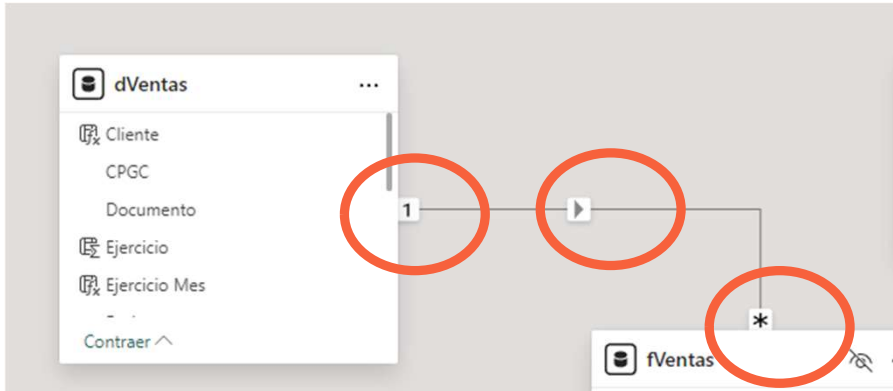 dVentas ...
Cliente
CPGC
Documento
1
Ejercicio
Ejercicio Mes
Contraer
*
fVentas